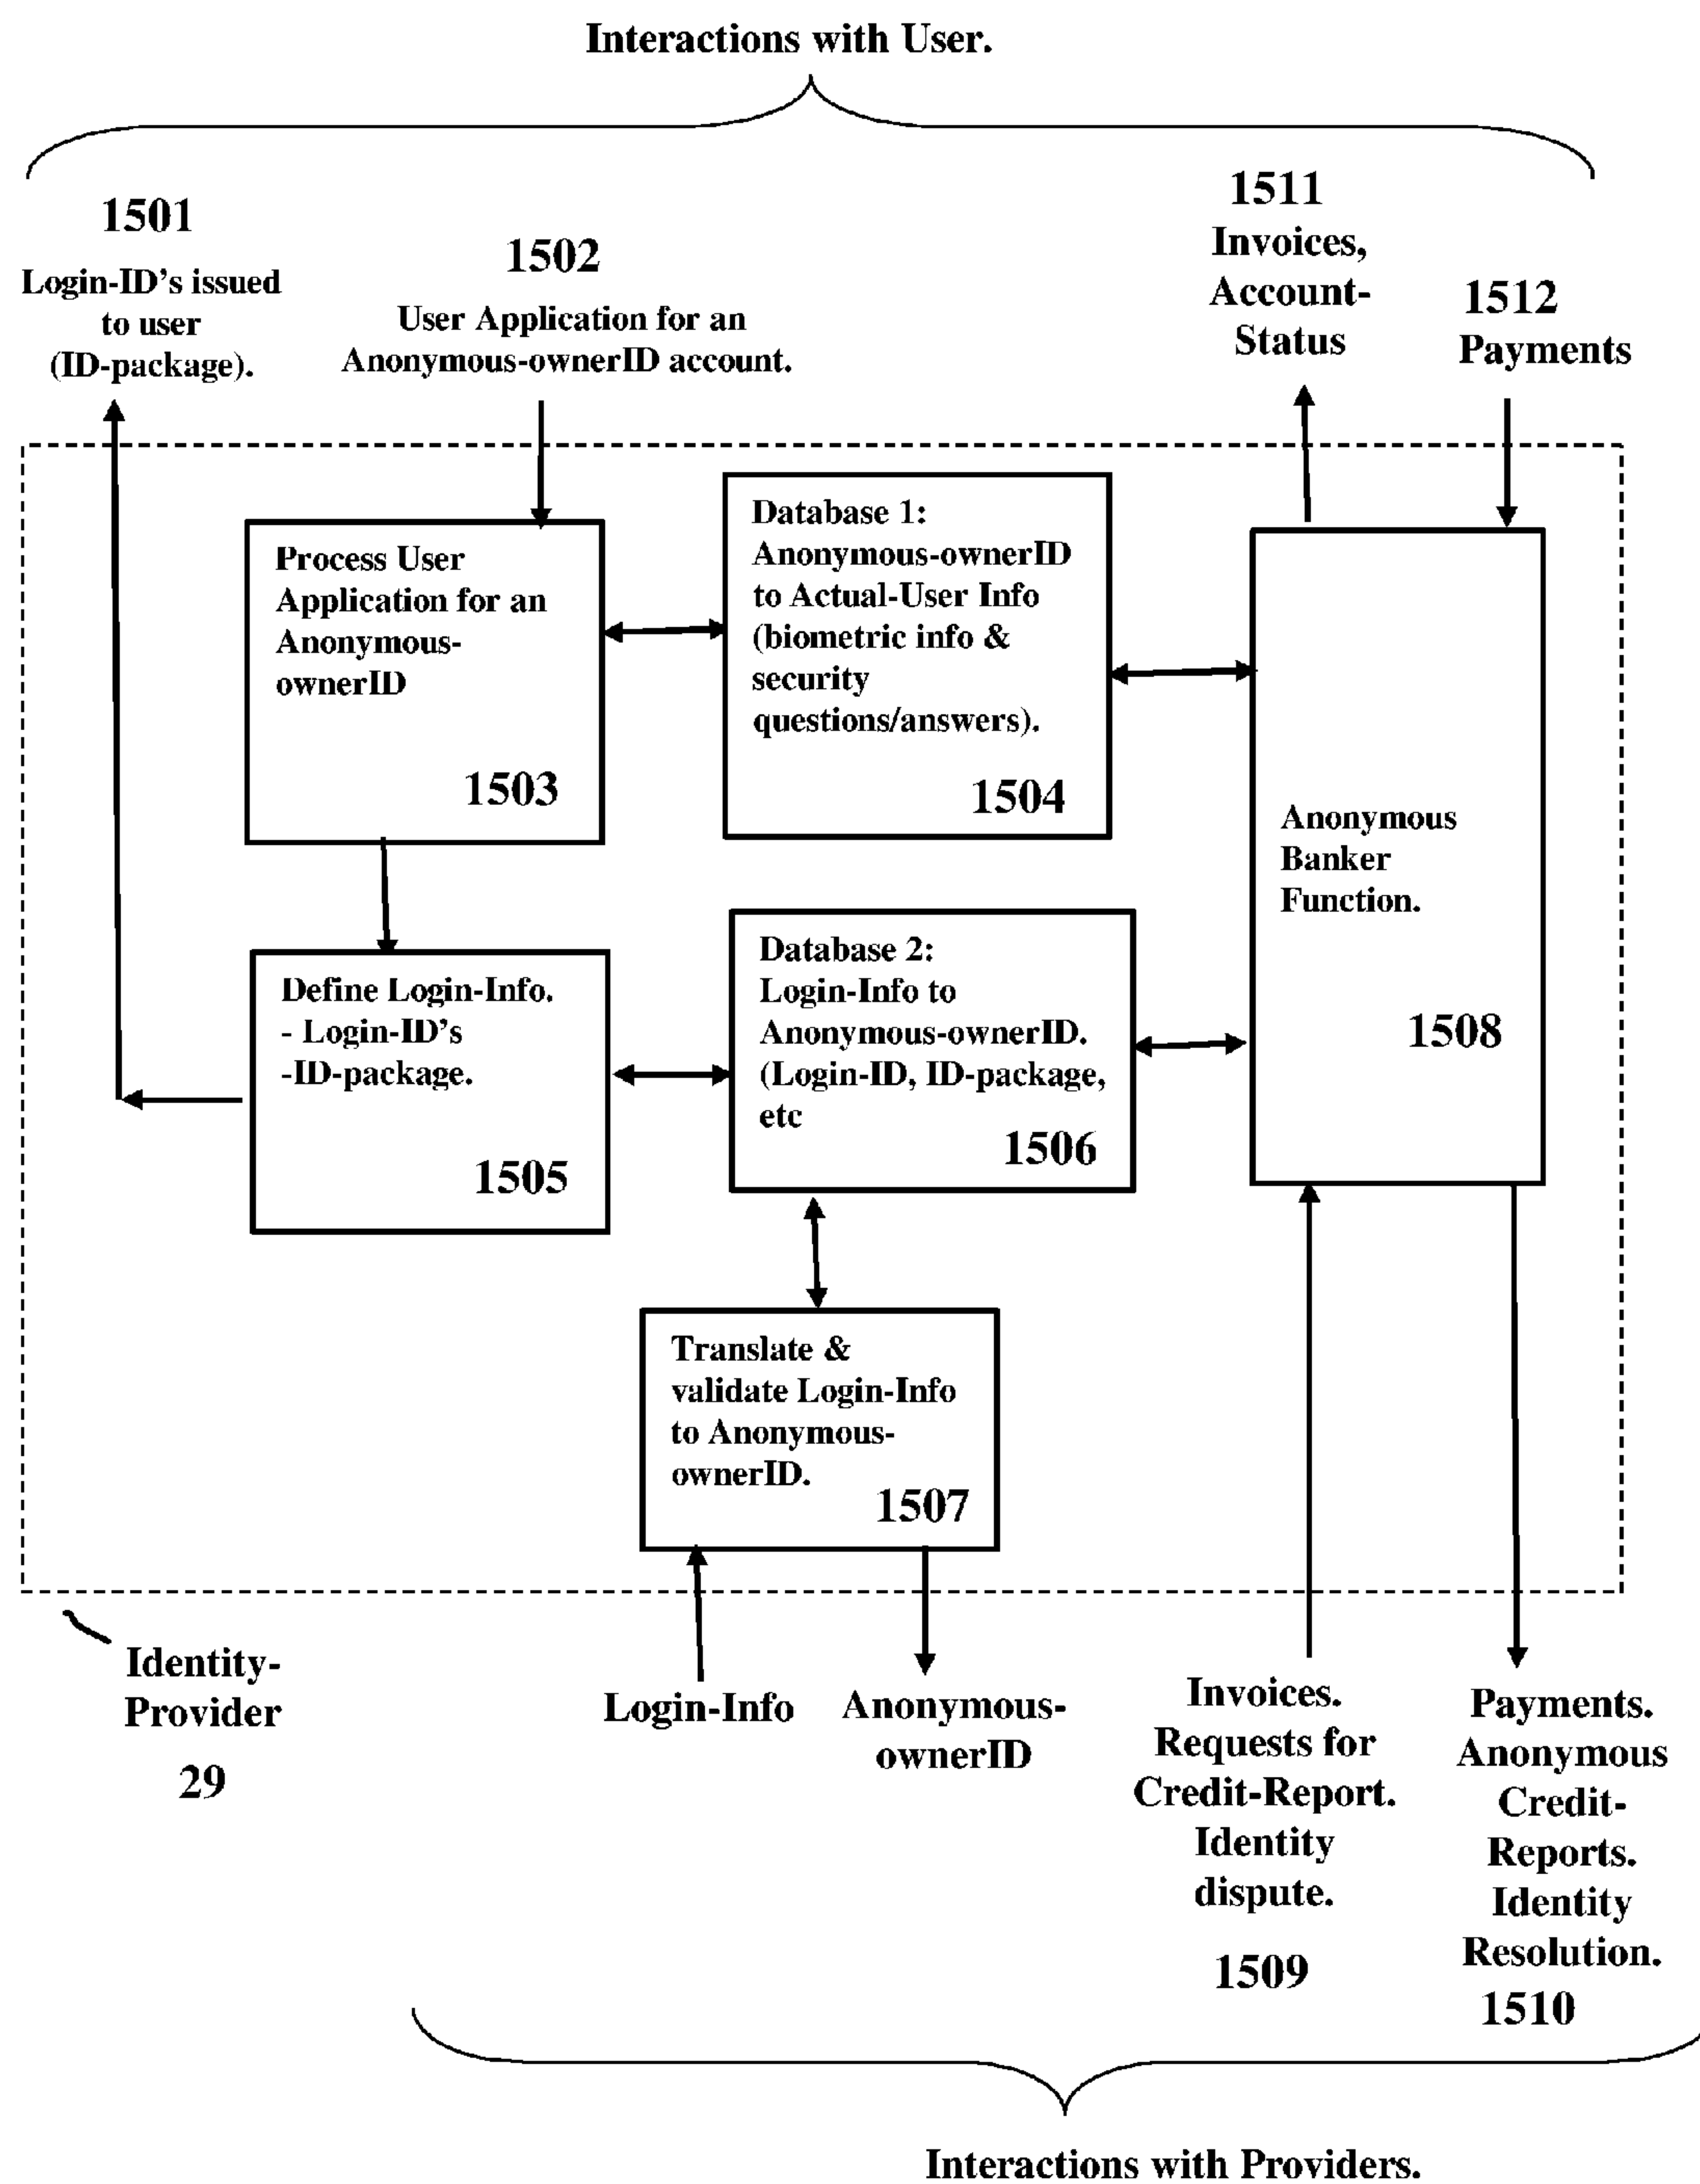 Interactions with User.
1501
Login-ID's issued
to user
(ID-package).
1502
User Application for an
Anonymous-ownerID account.
1511
Invoices,
Account-
Status
1512
Payments
Process User
Application for an
Anonymous-
ownerID
1503
Database 1:
Anonymous-ownerID
to Actual-User Info
(biometric info &
security
questions/answers).
1504
Anonymous
Banker
Function.
1508
Define Login-Info.
- Login-ID's
-ID-package.
1505
Database 2:
Login-Info to
Anonymous-ownerID.
(Login-ID, ID-package,
etc
1506
Translate &
validate Login-Info
to Anonymous-
ownerID.
1507
Identity-
Provider
29
Login-Info
Anonymous-
ownerID
Invoices.
Requests for
Credit-Report.
Identity
dispute.
1509
Payments.
Anonymous
Credit-
Reports.
Identity
Resolution.
1510
Interactions with Providers.